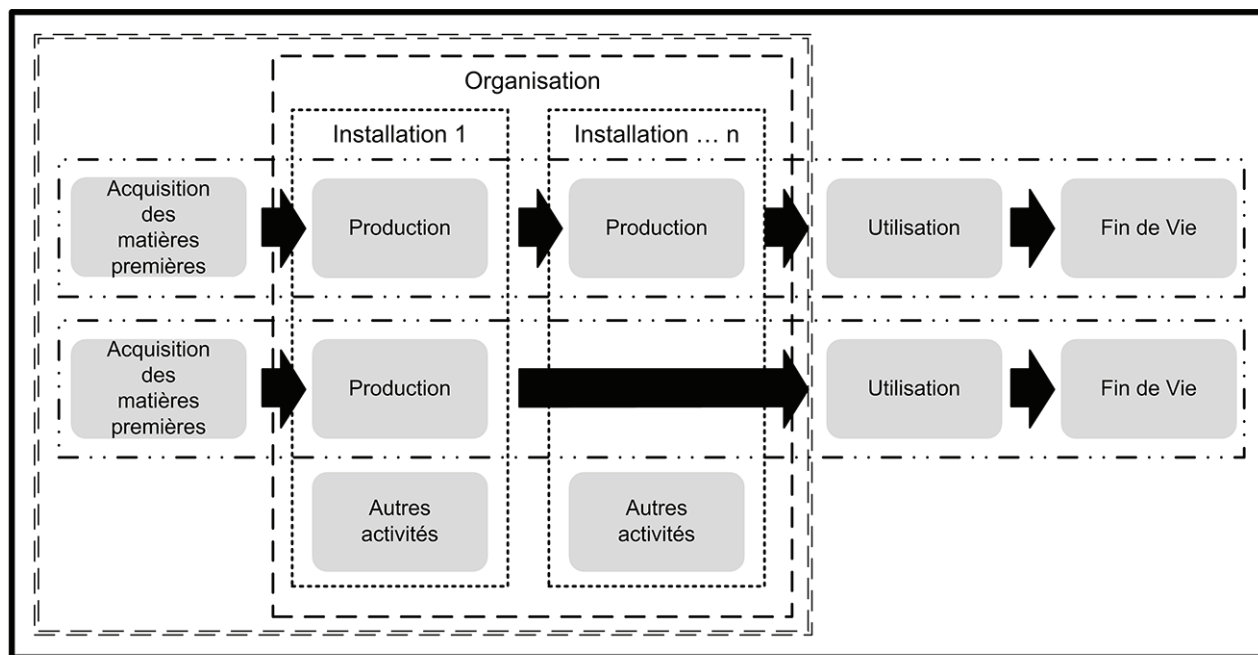 Organisation
Installation 1
Installation … n
Acquisition
des
matières
premières
Production
Production
Utilisation
Fin de Vie
Acquisition
des
matières
premières
Production
Utilisation
Fin de Vie
Autres
activités
Autres
activités